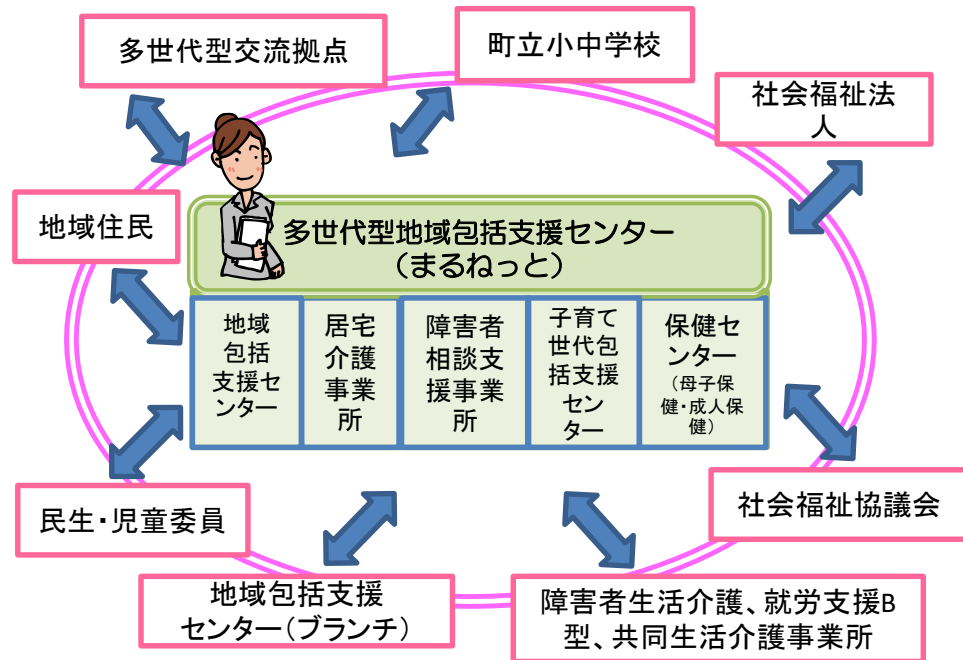 多世代型交流拠点
町立小中学校
社会福祉法
人
地域住民
多世代型地域包括支援センター
（まるねっと）
地域
包括
支援セ
ンター
居宅
介護
事業
所
障害者
相談支
援事業
所
子育て
世代包
括支援
セン
ター
保健セ
ンター
（母子保
健・成人保
健）
民生・児童委員
社会福祉協議会
地域包括支援
センター（ブランチ）
障害者生活介護、就労支援B
型、共同生活介護事業所